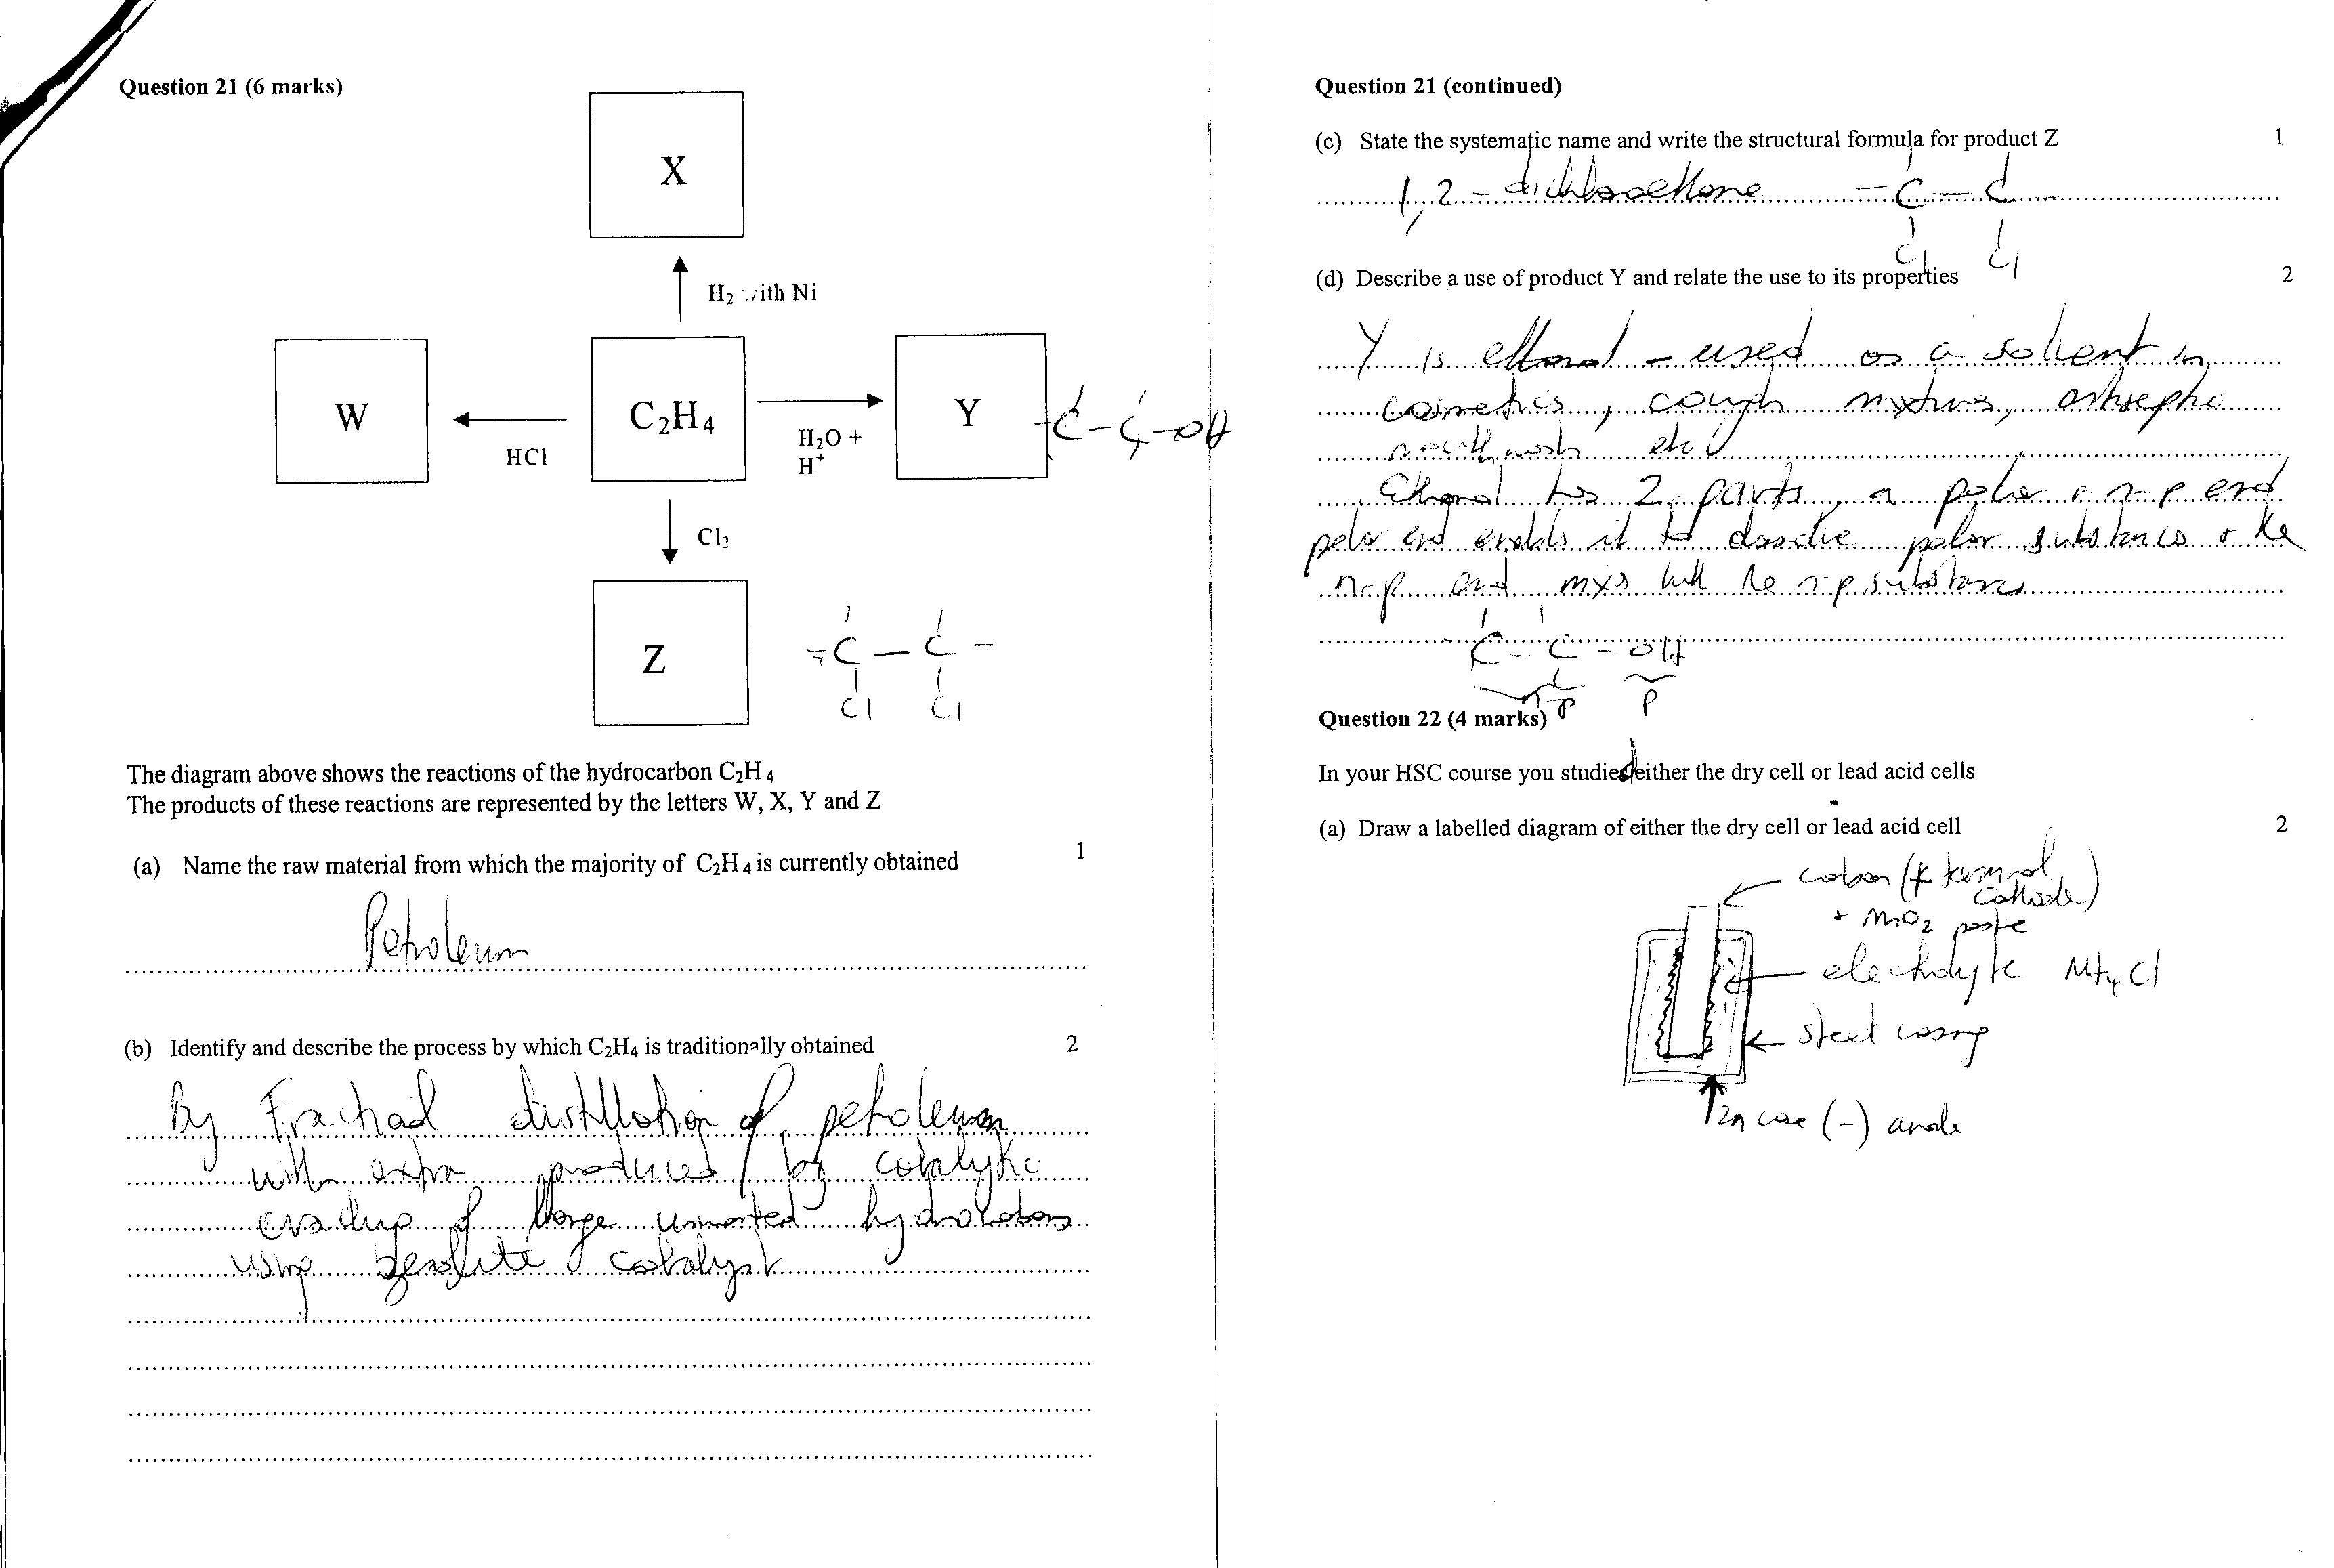 Question 21 (6 marks)
X
H₂ with Ni
W
C₂H₄
Y
-C-C-OH
HCl
H₂O +
H⁺
Cl₂
Z
-C-C-
Cl Cl
The diagram above shows the reactions of the hydrocarbon C₂H₄
The products of these reactions are represented by the letters W, X, Y and Z
(a) Name the raw material from which the majority of C₂H₄ is currently obtained 1
Petroleum
(b) Identify and describe the process by which C₂H₄ is traditionally obtained 2
By Fractional distillation of petroleum
with extra produced by catalytic
cracking of large unwanted hydrocarbons
using zeolite catalyst
Question 21 (continued)
(c) State the systematic name and write the structural formula for product Z 1
1,2-dichloroethane -C-C-
Cl Cl
(d) Describe a use of product Y and relate the use to its properties 2
Y is ethanol - used as a solvent in
cosmetics, cough mixtures, antiseptic
mouthwash etc
Ethanol has 2 parts, a polar n-p end
polar end enables it to dissolve polar substances + the
n-p end mixes with the n-p substances
-C-C-OH
n-p p
Question 22 (4 marks)
In your HSC course you studied either the dry cell or lead acid cells
(a) Draw a labelled diagram of either the dry cell or lead acid cell 2
carbon (+ terminal
cathode)
+ MnO₂ paste
electrolyte NH₄Cl
steel casing
Zn case (-) anode